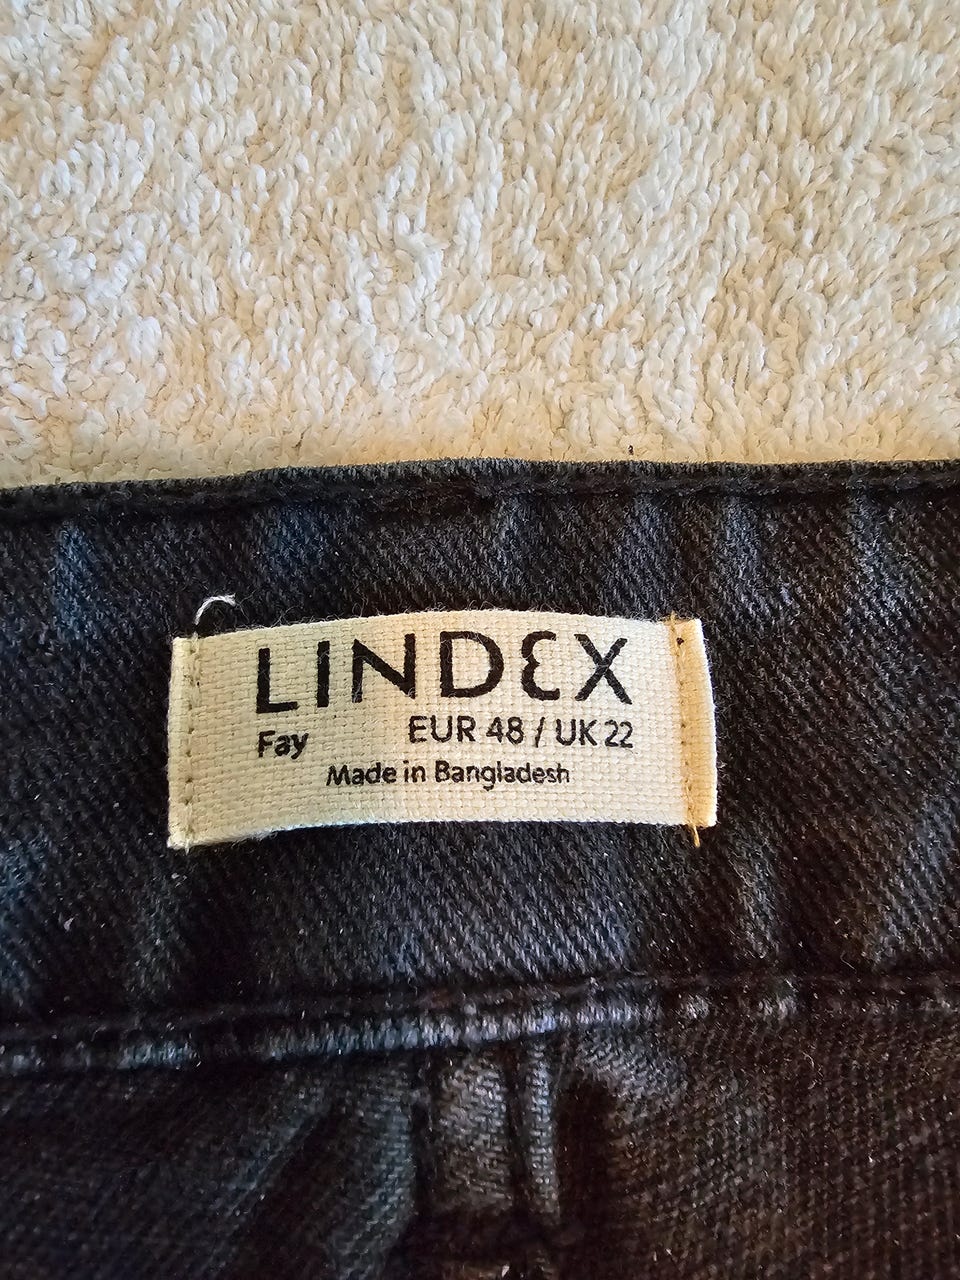 LINDEX
Fay EUR 48 / UK 22
Made in Bangladesh